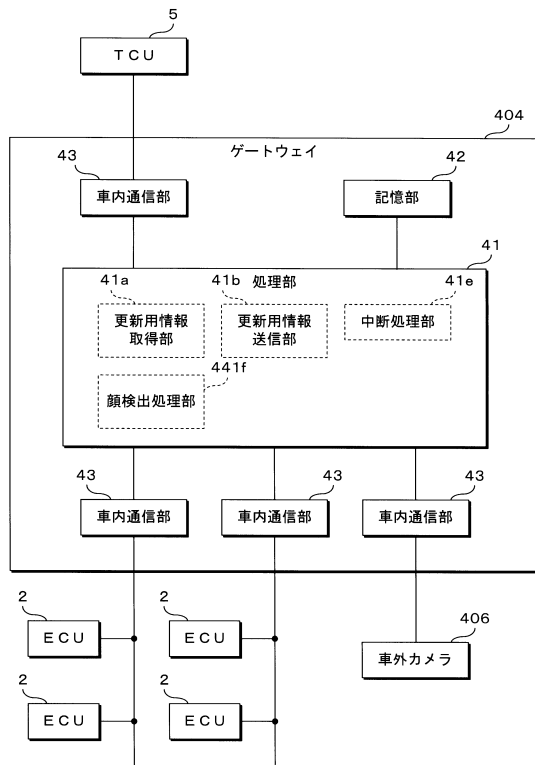 5
ＴＣＵ
404
ゲートウェイ
43
42
車内通信部
記憶部
41
41a
41b
処理部
41e
更新用情報
取得部
更新用情報
送信部
中断処理部
441f
顔検出処理部
43
43
43
車内通信部
車内通信部
車内通信部
2
2
406
ＥＣＵ
ＥＣＵ
車外カメラ
2
2
ＥＣＵ
ＥＣＵ